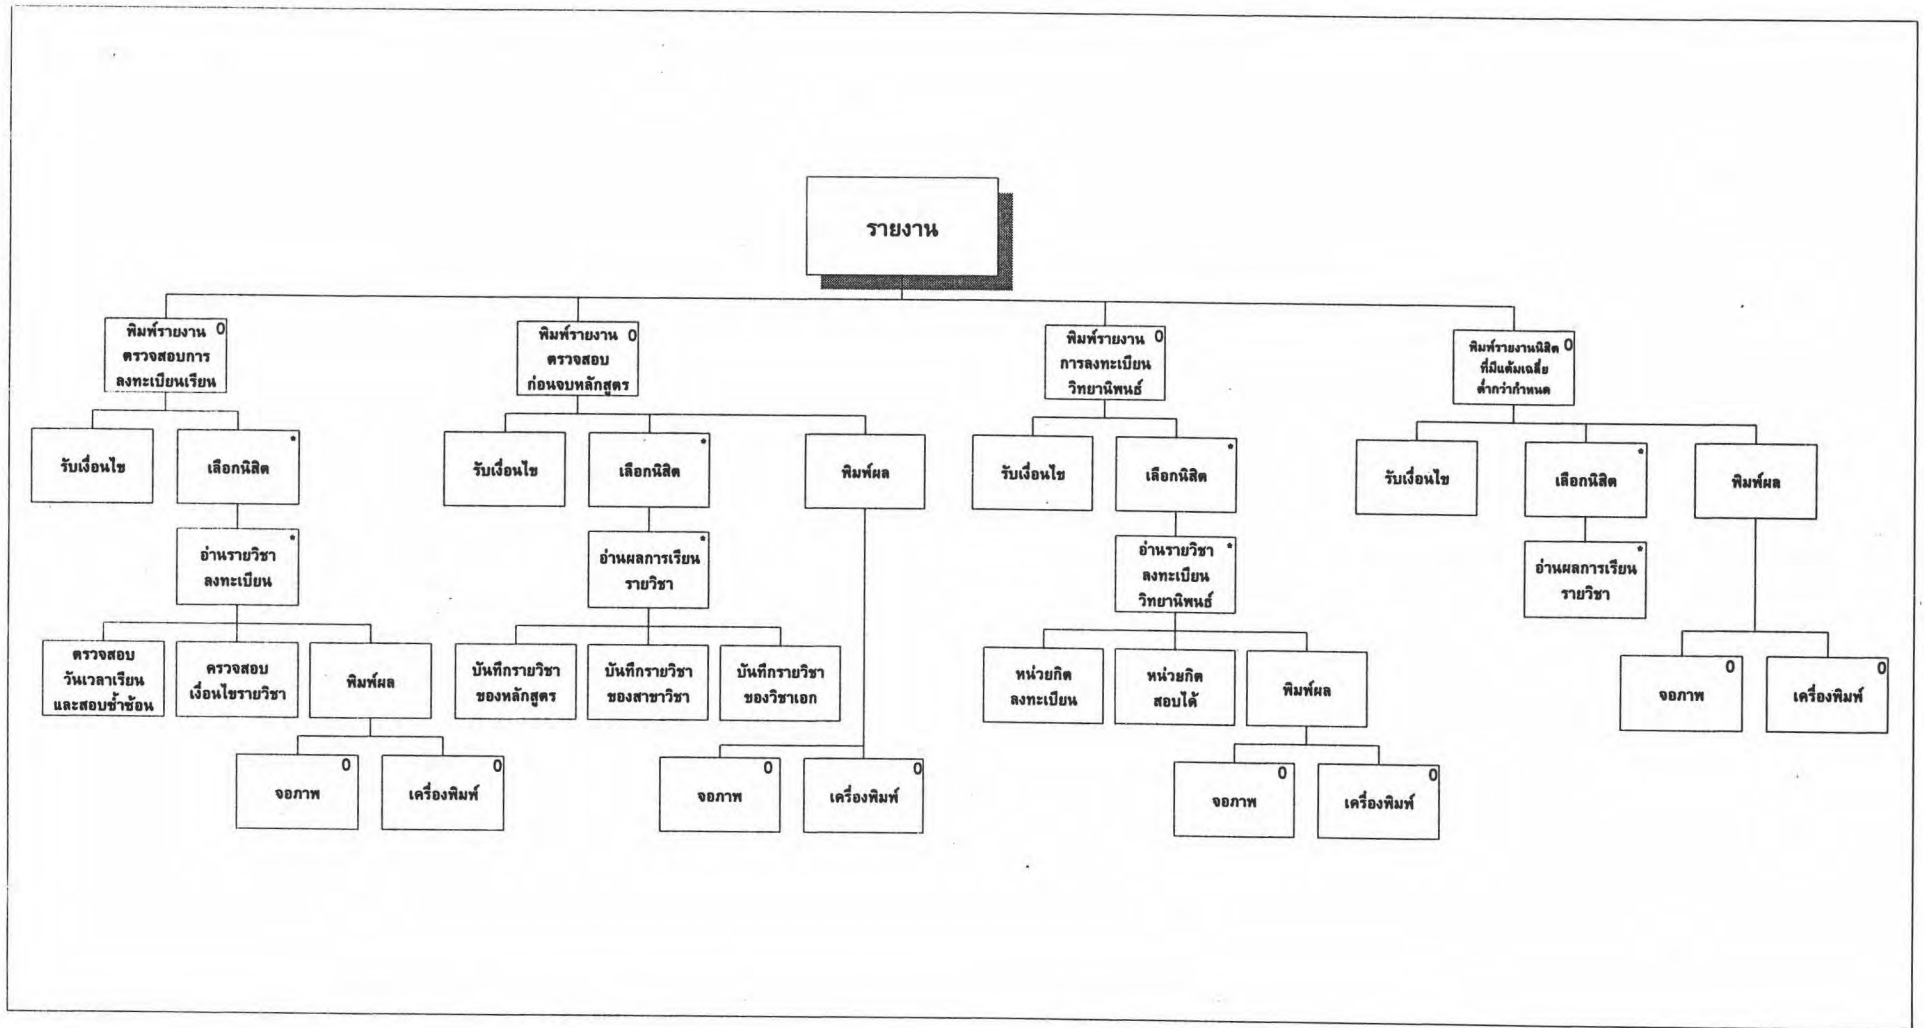 รายงาน
พิมพ์รายงาน 0
ตรวจสอบการ
ลงทะเบียนเรียน
พิมพ์รายงาน 0
ตรวจสอบ
ก่อนจบหลักสูตร
พิมพ์รายงาน 0
การลงทะเบียน
วิทยานิพนธ์
พิมพ์รายงานนิสิต 0
ที่มีแต้มเฉลี่ย
ต่ำกว่ากำหนด
รับเงื่อนไข
*
เลือกนิสิต
รับเงื่อนไข
*
เลือกนิสิต
พิมพ์ผล
รับเงื่อนไข
*
เลือกนิสิต
รับเงื่อนไข
*
เลือกนิสิต
พิมพ์ผล
*
อ่านรายวิชา
ลงทะเบียน
*
อ่านผลการเรียน
รายวิชา
อ่านรายวิชา *
ลงทะเบียน
วิทยานิพนธ์
*
อ่านผลการเรียน
รายวิชา
ตรวจสอบ
วันเวลาเรียน
และสอบซ้ำซ้อน
ตรวจสอบ
เงื่อนไขรายวิชา
พิมพ์ผล
บันทึกรายวิชา
ของหลักสูตร
บันทึกรายวิชา
ของสาขาวิชา
บันทึกรายวิชา
ของวิชาเอก
หน่วยกิต
ลงทะเบียน
หน่วยกิต
สอบได้
พิมพ์ผล
0
จอภาพ
0
เครื่องพิมพ์
0
จอภาพ
0
เครื่องพิมพ์
0
จอภาพ
0
เครื่องพิมพ์
0
จอภาพ
0
เครื่องพิมพ์